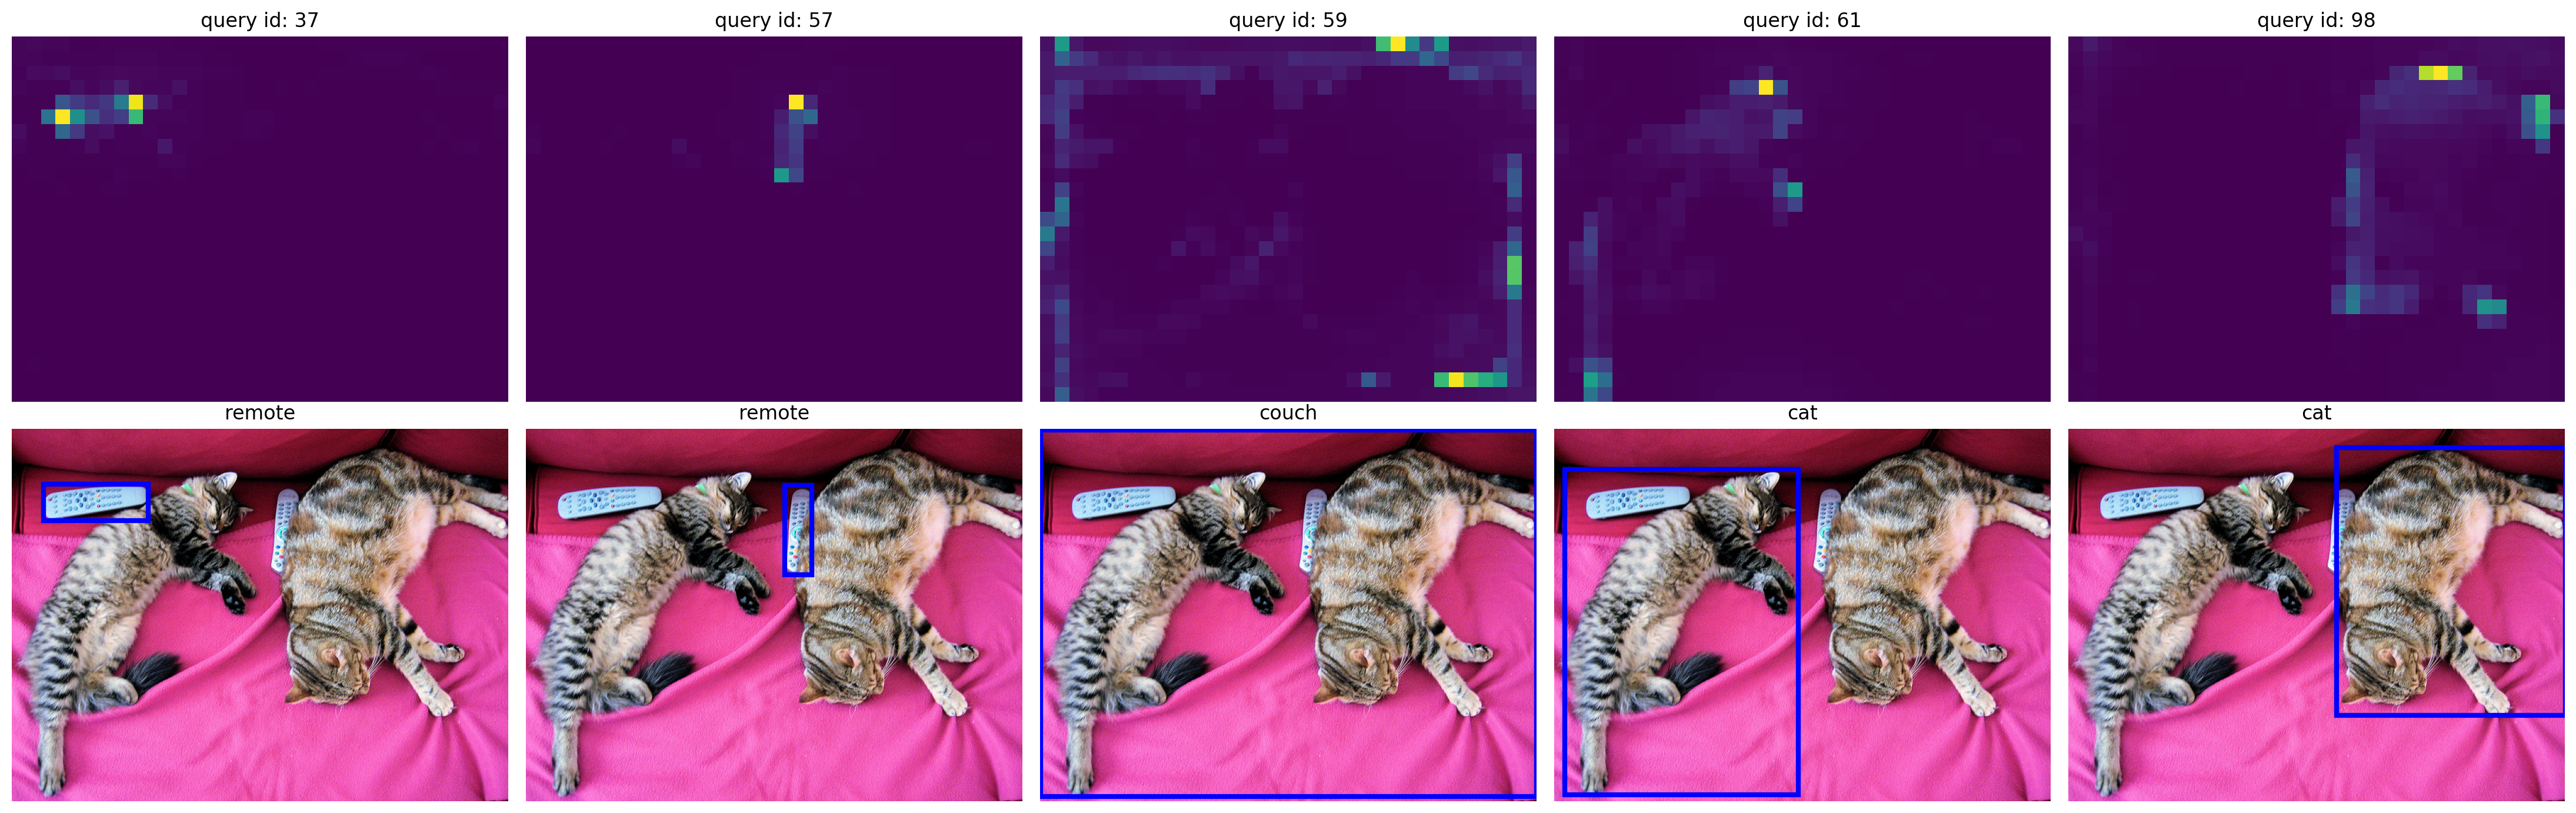 query id: 37
query id: 57
query id: 59
query id: 61
query id: 98
remote
remote
couch
cat
cat